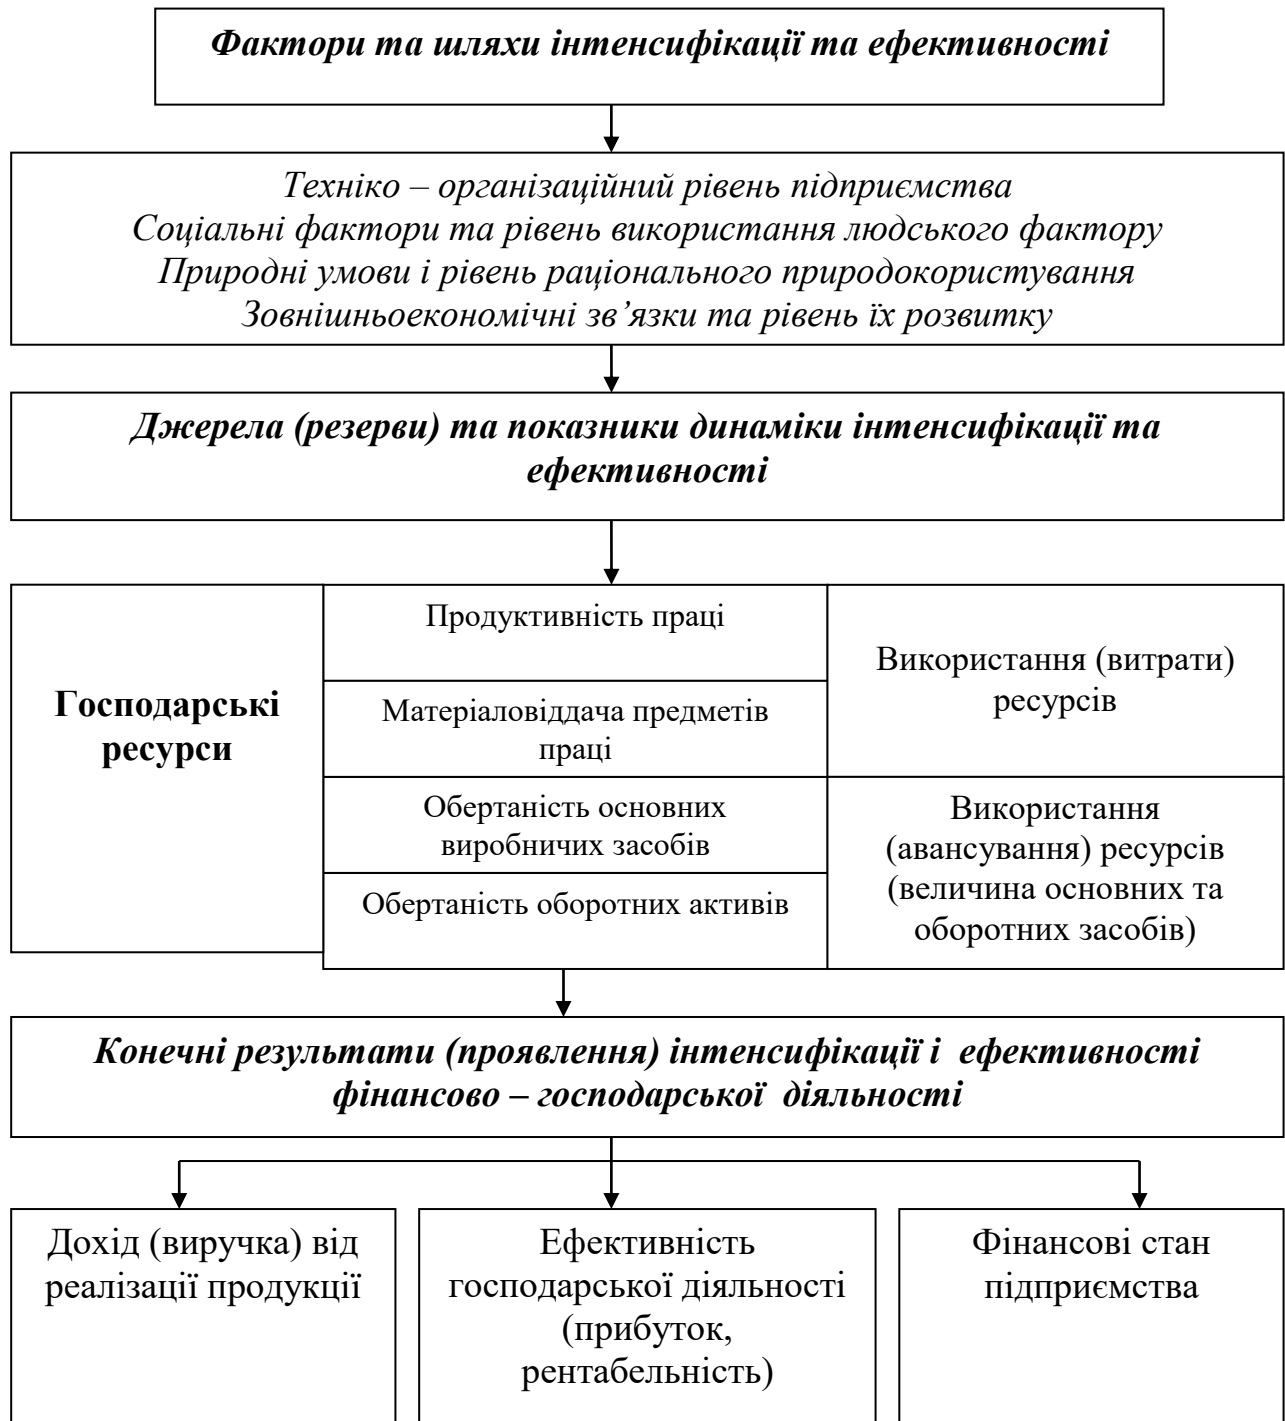 Фактори та шляхи інтенсифікації та ефективності
Техніко – організаційний рівень підприємства
Соціальні фактори та рівень використання людського фактору
Природні умови і рівень раціонального природокористування
Зовнішньоекономічні зв’язки та рівень їх розвитку
Джерела (резерви) та показники динаміки інтенсифікації та
ефективності
Господарські
ресурси
Продуктивність праці
Матеріаловіддача предметів
праці
Обертаність основних
виробничих засобів
Обертаність оборотних активів
Використання (витрати)
ресурсів
Використання
(авансування) ресурсів
(величина основних та
оборотних засобів)
Конечні результати (проявлення) інтенсифікації і ефективності
фінансово – господарської діяльності
Дохід (виручка) від
реалізації продукції
Ефективність
господарської діяльності
(прибуток,
рентабельність)
Фінансові стан
підприємства